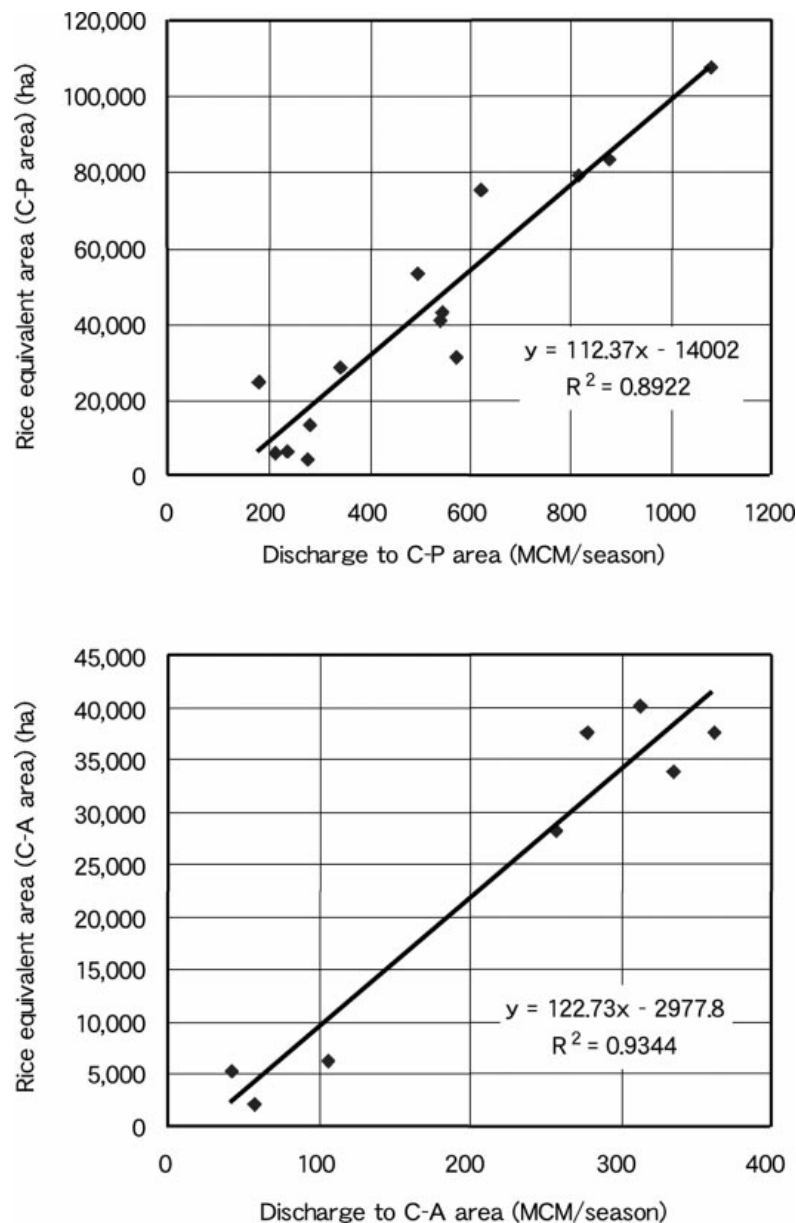 120,000
100,000
80,000
60,000
40,000
20,000
0
Rice equivalent area (C-P area) (ha)
y = 112.37x - 14002
R² = 0.8922
0 200 400 600 800 1000 1200
Discharge to C-P area (MCM/season)
45,000
40,000
35,000
30,000
25,000
20,000
15,000
10,000
5,000
0
Rice equivalent area (C-A area) (ha)
y = 122.73x - 2977.8
R² = 0.9344
0 100 200 300 400
Discharge to C-A area (MCM/season)